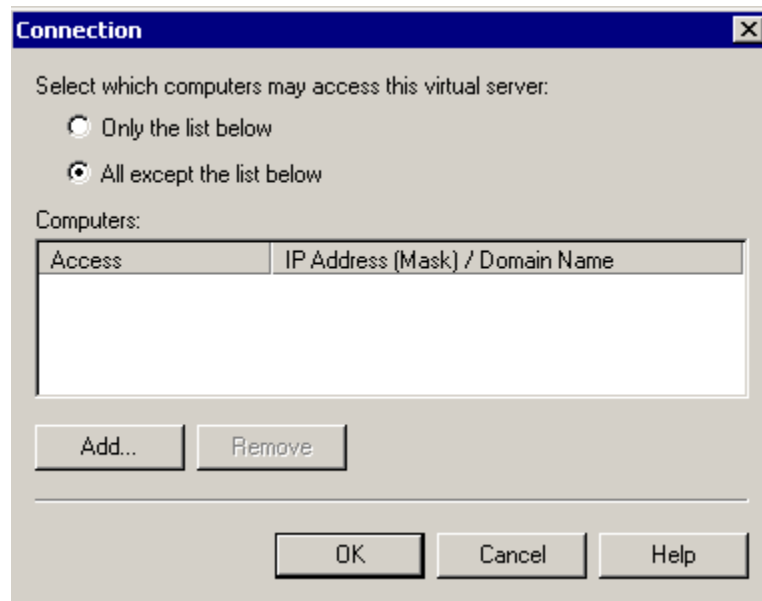 Connection
Select which computers may access this virtual server:
Only the list below
All except the list below
Computers:
Access IP Address (Mask) / Domain Name
Add... Remove
OK Cancel Help